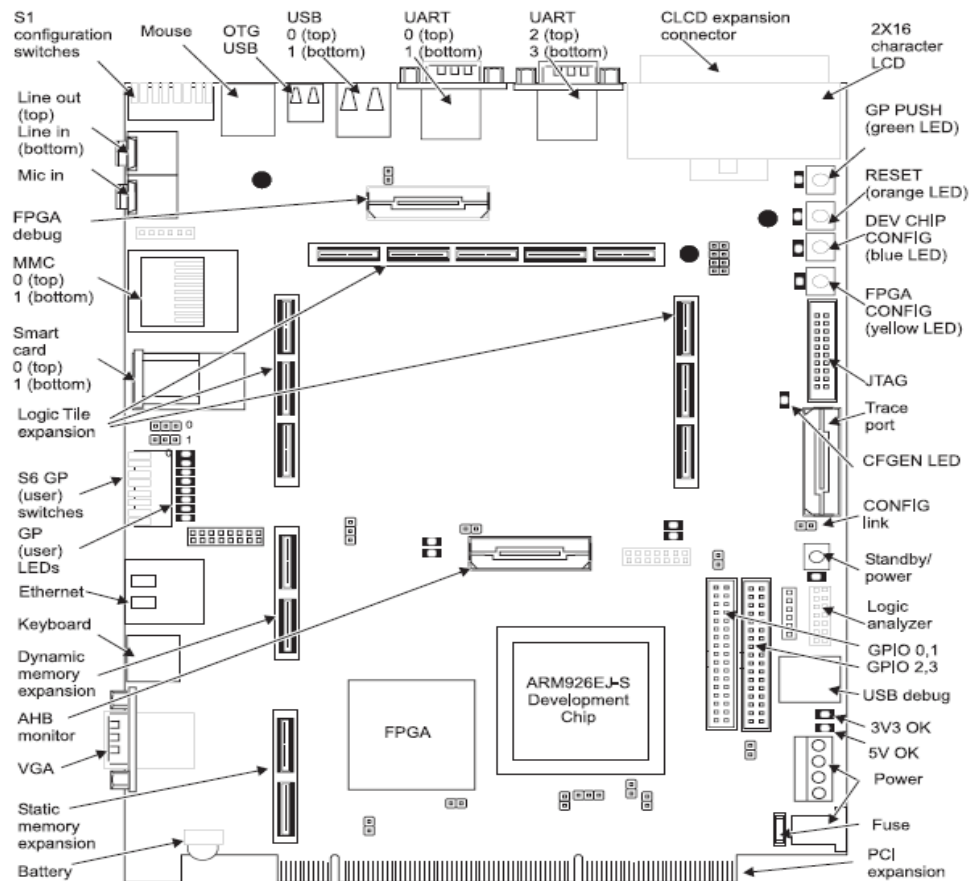 S1
configuration
switches
Mouse
OTG
USB
USB
0 (top)
1 (bottom)
UART
0 (top)
1 (bottom)
UART
2 (top)
3 (bottom)
CLCD expansion
connector
2X16
character
LCD
Line out
(top)
Line in
(bottom)
Mic in
FPGA
debug
MMC
0 (top)
1 (bottom)
Smart
card
0 (top)
1 (bottom)
Logic Tile
expansion
0
1
0
S6 GP
(user)
switches
GP
(user)
LEDs
Ethernet
Keyboard
Dynamic
memory
expansion
AHB
monitor
VGA
Static
memory
expansion
Battery
FPGA
ARM926EJ-S
Development
Chip
GP PUSH
(green LED)
RESET
(orange LED)
DEV CHIP
CONFIG
(blue LED)
FPGA
CONFIG
(yellow LED)
JTAG
Trace
port
CFGEN LED
CONFIG
link
Standby/
power
Logic
analyzer
GPIO 0,1
GPIO 2,3
USB debug
3V3 OK
5V OK
Power
Fuse
PCI
expansion